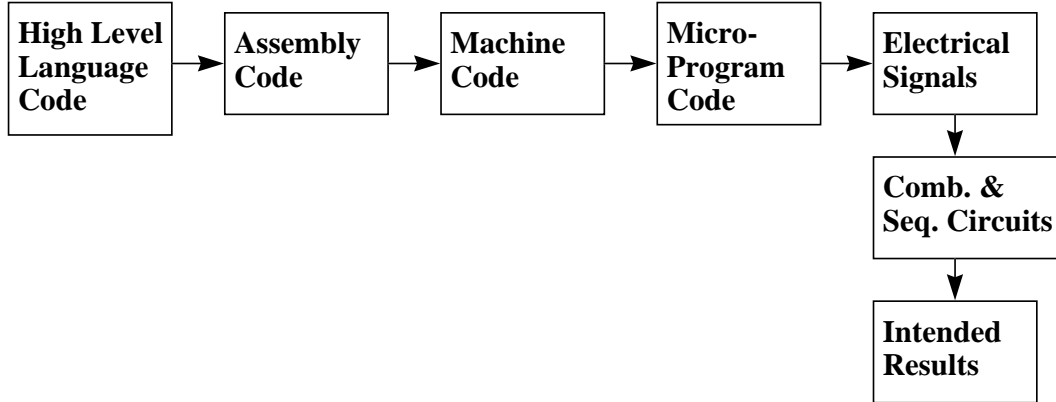 High Level
Language
Code
Assembly
Code
Machine
Code
Micro-
Program
Code
Electrical
Signals
Comb. &
Seq. Circuits
Intended
Results